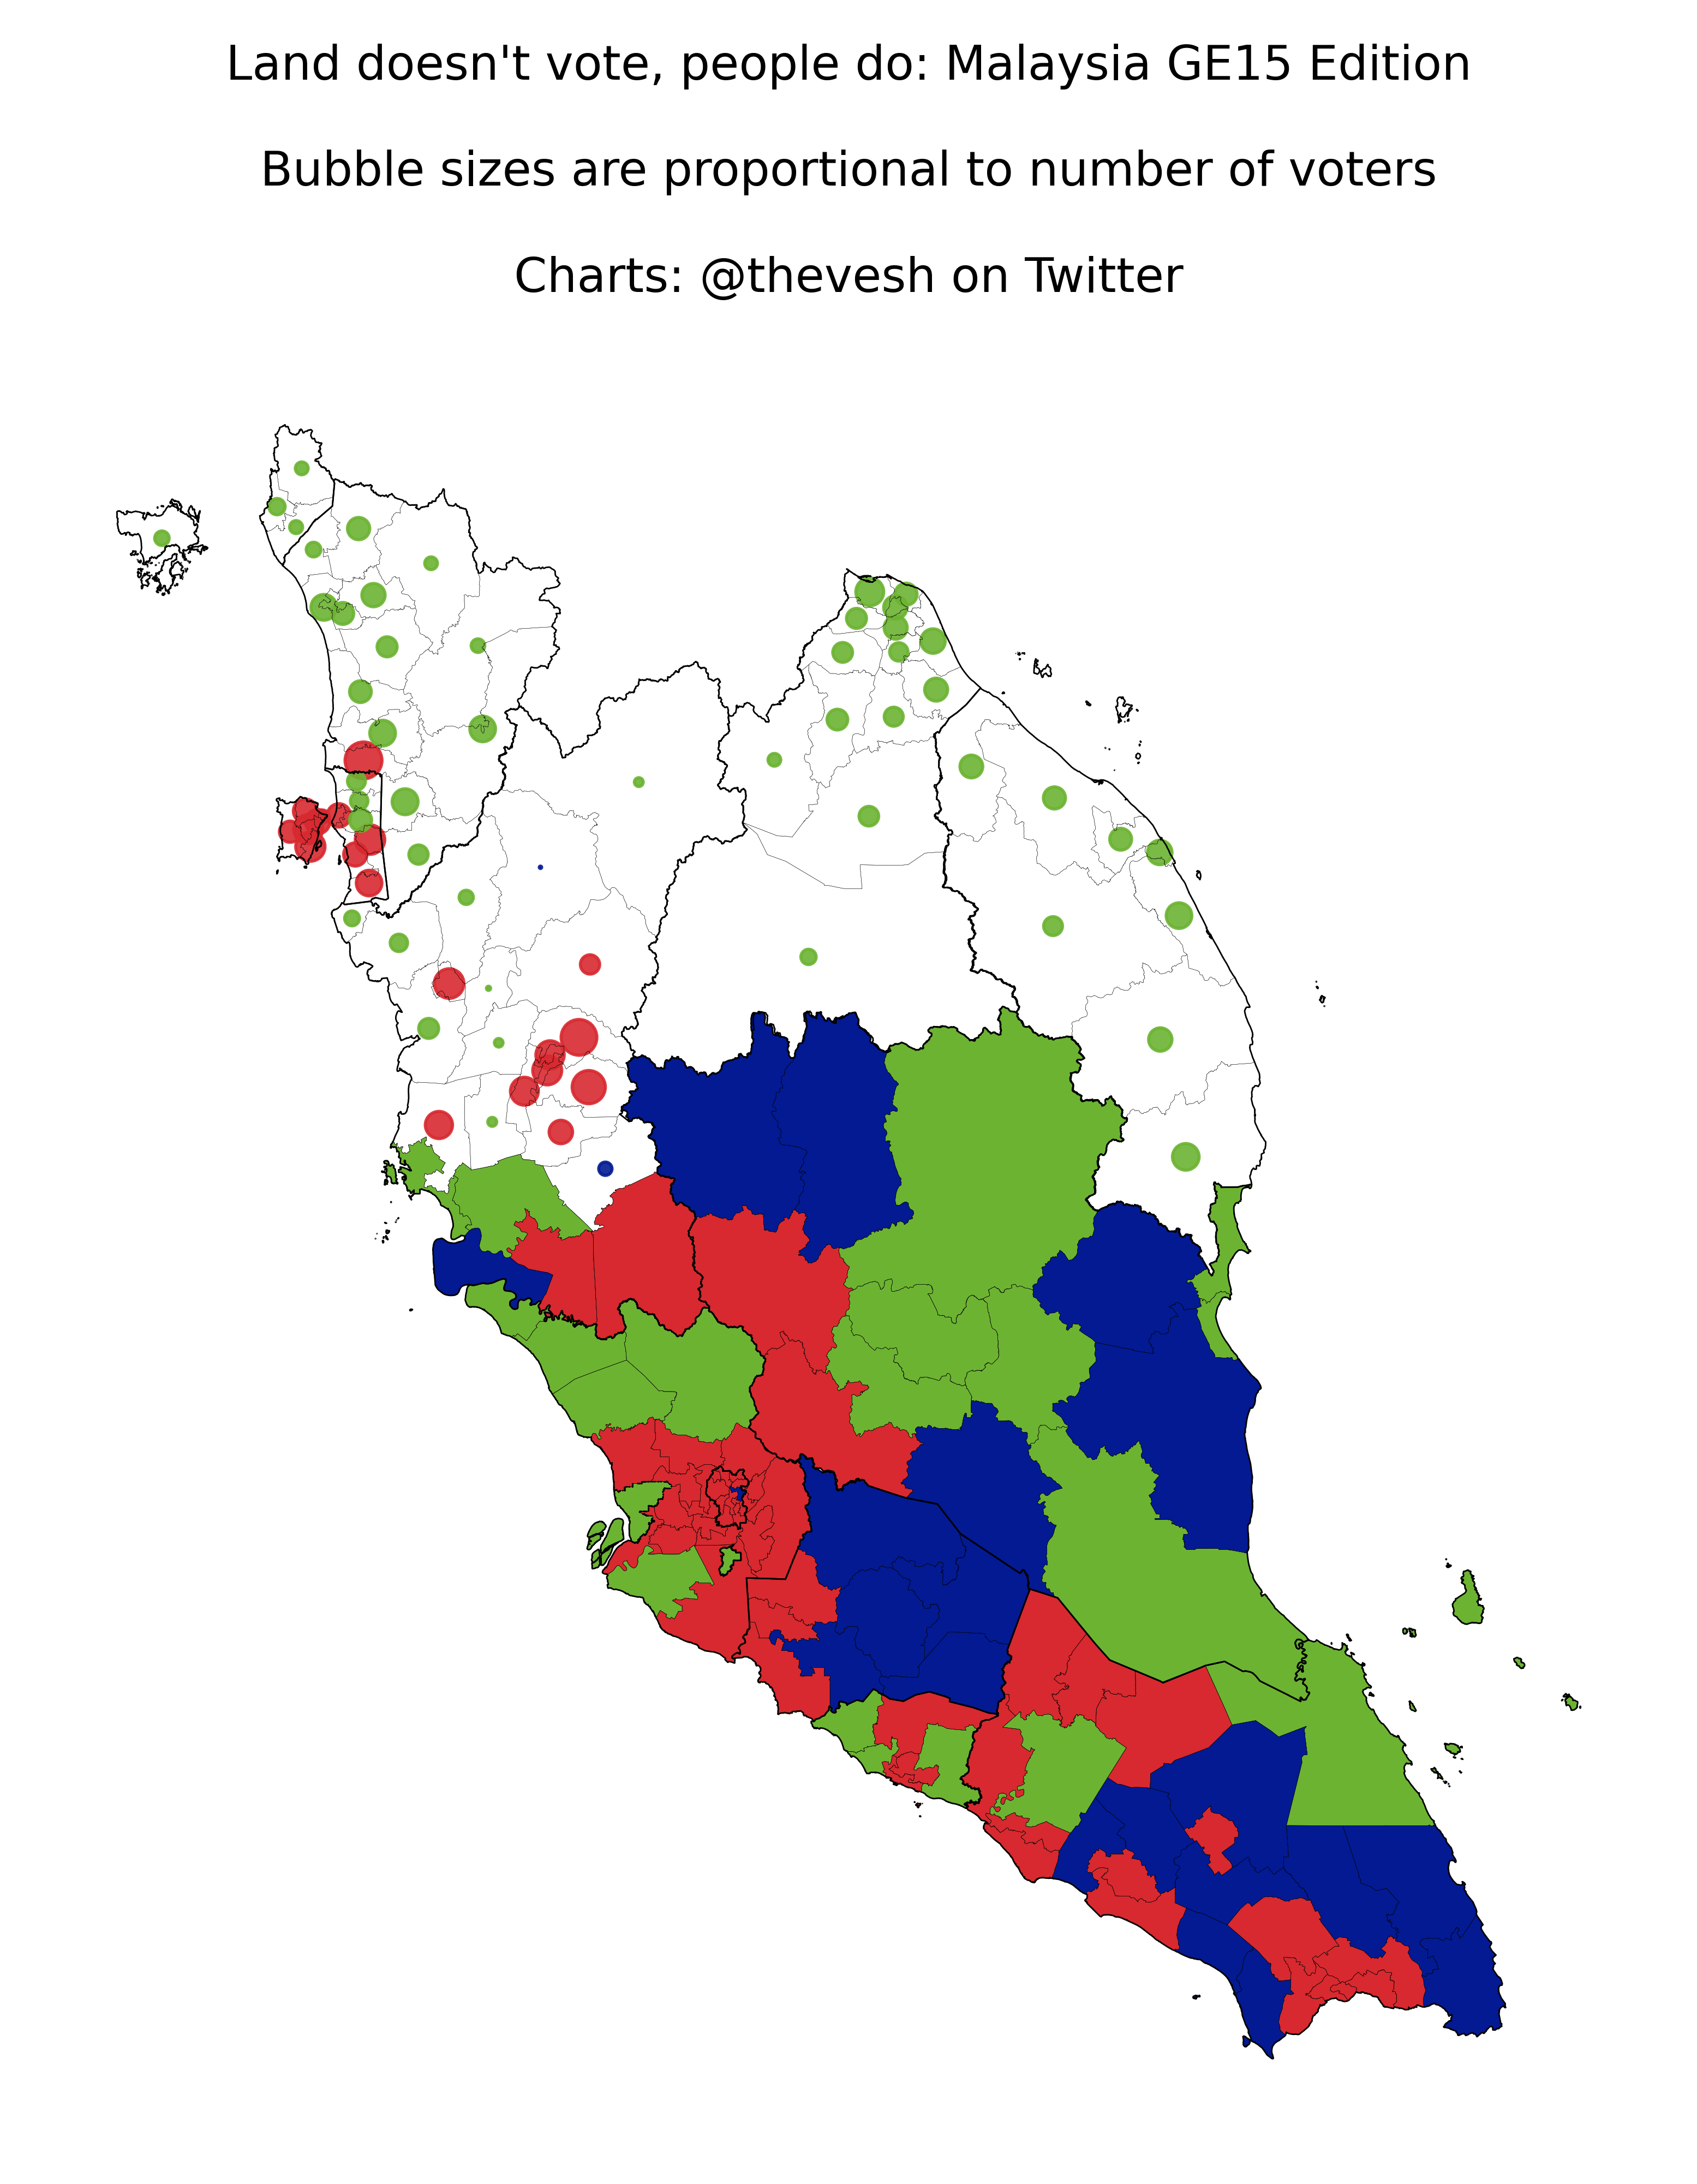 Land doesn't vote, people do: Malaysia GE15 Edition
Bubble sizes are proportional to number of voters
Charts: @thevesh on Twitter